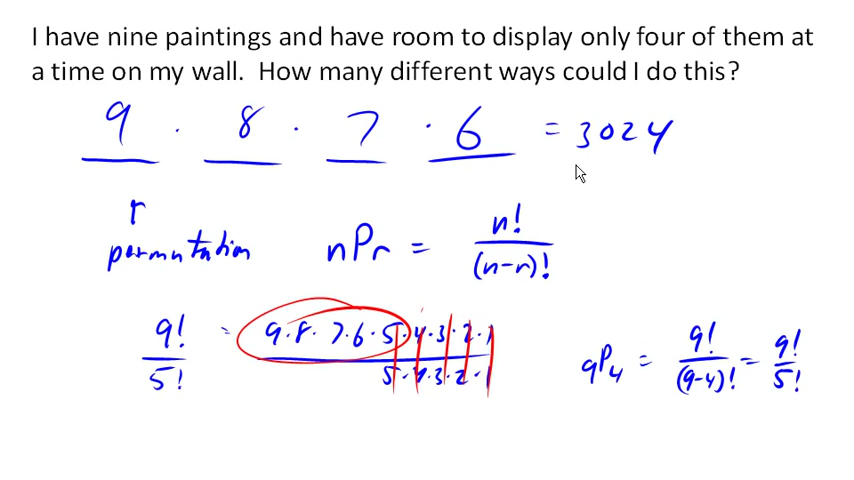 I have nine paintings and have room to display only four of them at
a time on my wall.  How many different ways could I do this?
9 · 8 · 7 · 6 = 3024
↑
permutation nPr = n!/(n-r)!
9!/5! = 9·8·7·6·5·4·3·2·1/5·4·3·2·1 9P4 = 9!/(9-4)! = 9!/5!